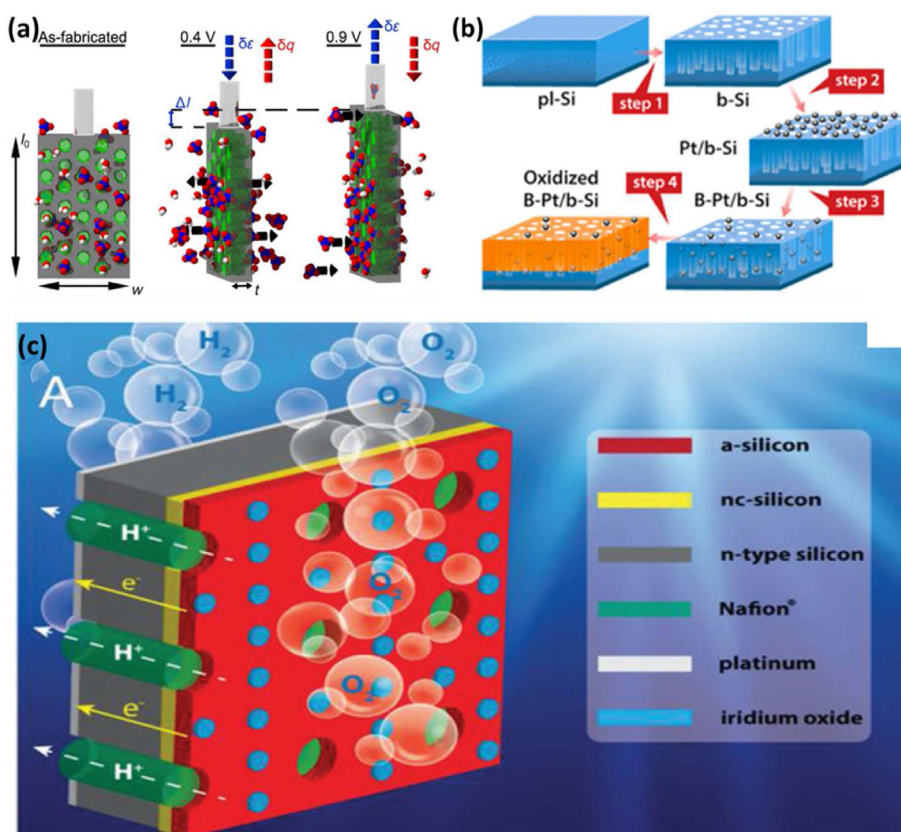 (a)
As-fabricated
0.4 V
δε
δq
0.9 V
δε
δq
Δl
l₀
w
t
(b)
pl-Si
step 1
b-Si
step 2
Pt/b-Si
step 3
B-Pt/b-Si
step 4
Oxidized
B-Pt/b-Si
(c)
A
H₂
H₂
O₂
O₂
O₂
O₂
H⁺
e⁻
H⁺
e⁻
H⁺
a-silicon
nc-silicon
n-type silicon
Nafion®
platinum
iridium oxide